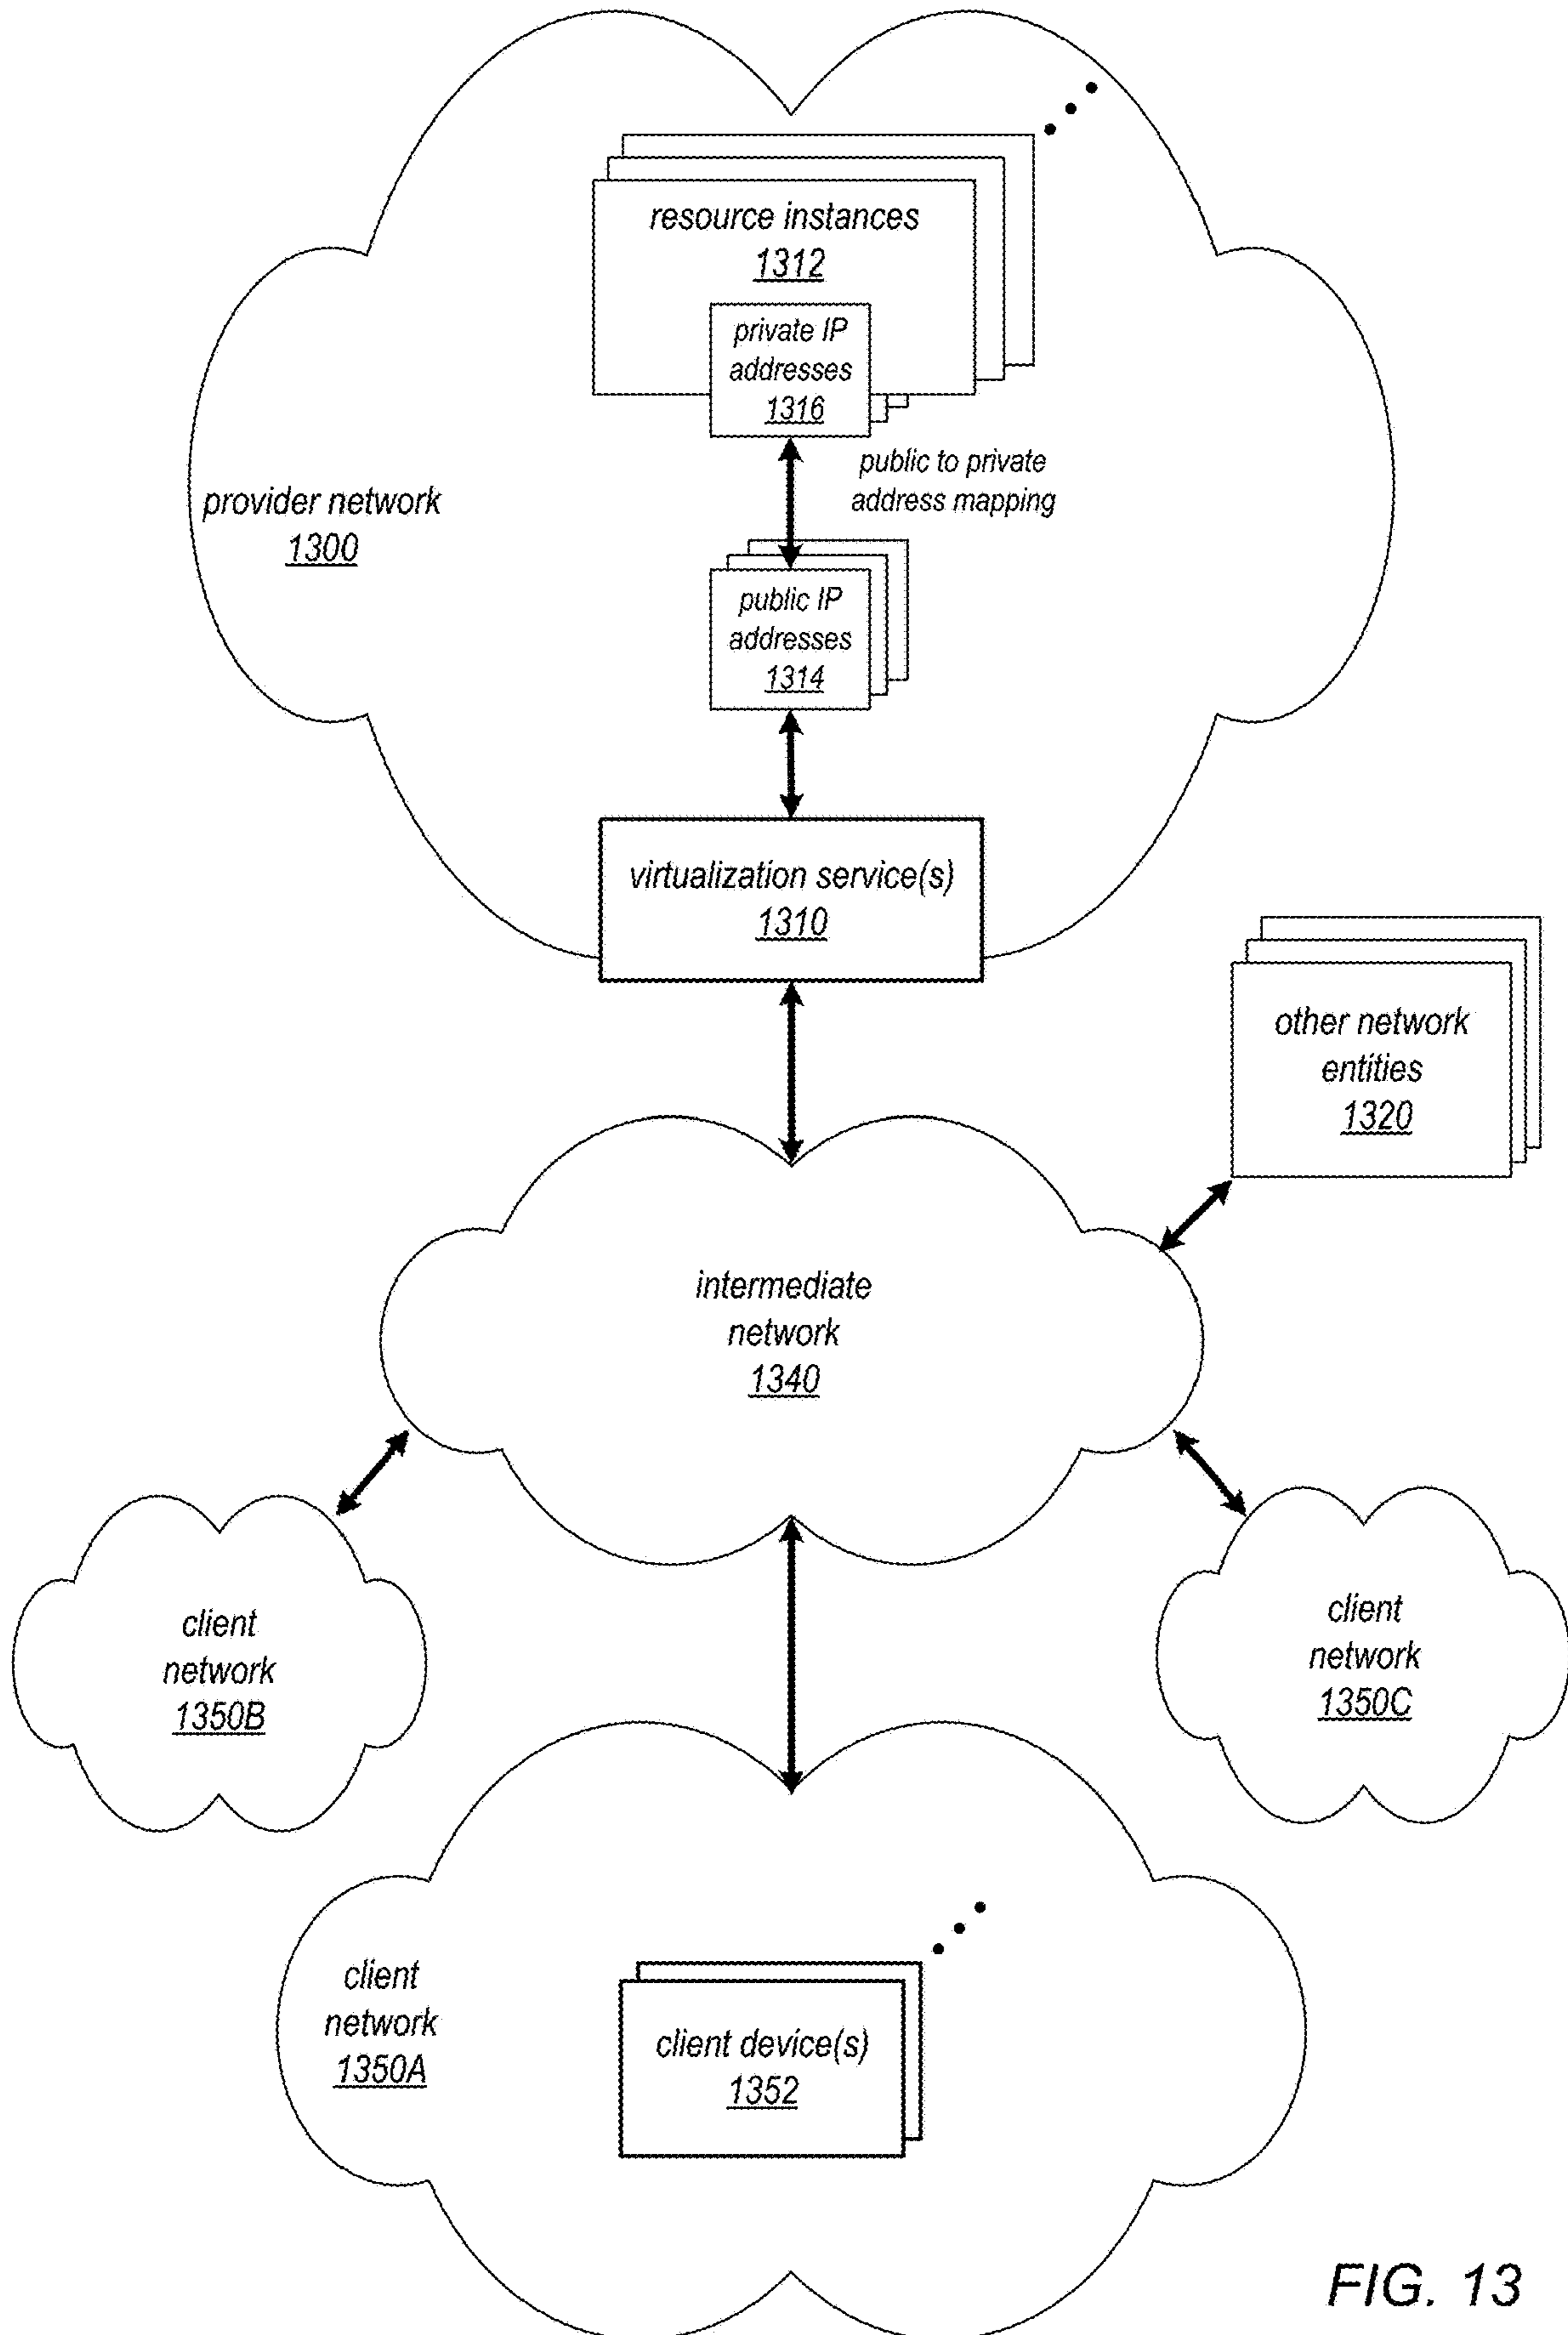 resource instances
1312
private IP
addresses
1316
public to private
address mapping
provider network
1300
public IP
addresses
1314
virtualization service(s)
1310
other network
entities
1320
intermediate
network
1340
client
network
1350B
client
network
1350C
client
network
1350A
client device(s)
1352
FIG. 13